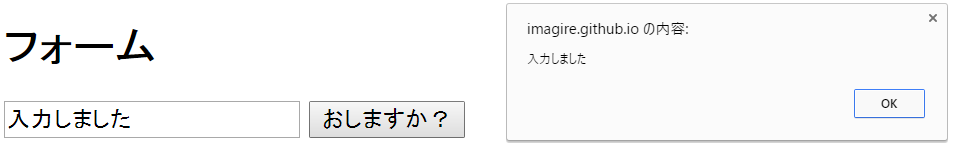 フォーム
入力しました
おしますか？
imagire.github.io の内容:
入力しました
OK